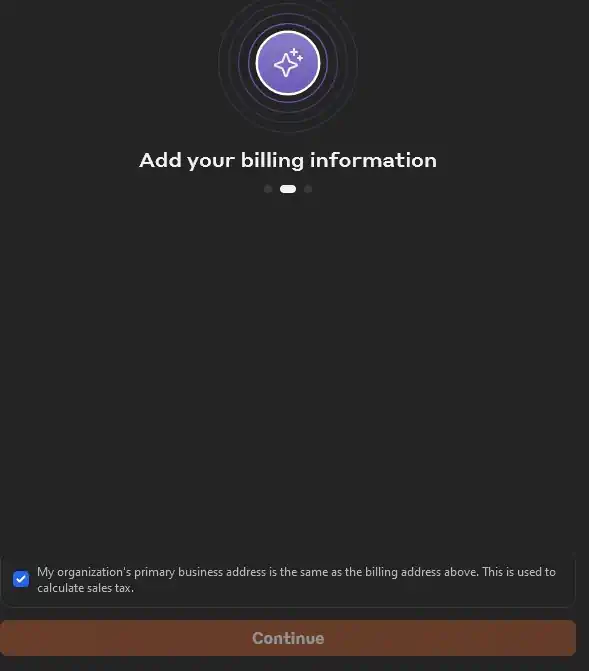 Add your billing information
My organization's primary business address is the same as the billing address above. This is used to
calculate sales tax.
Continue